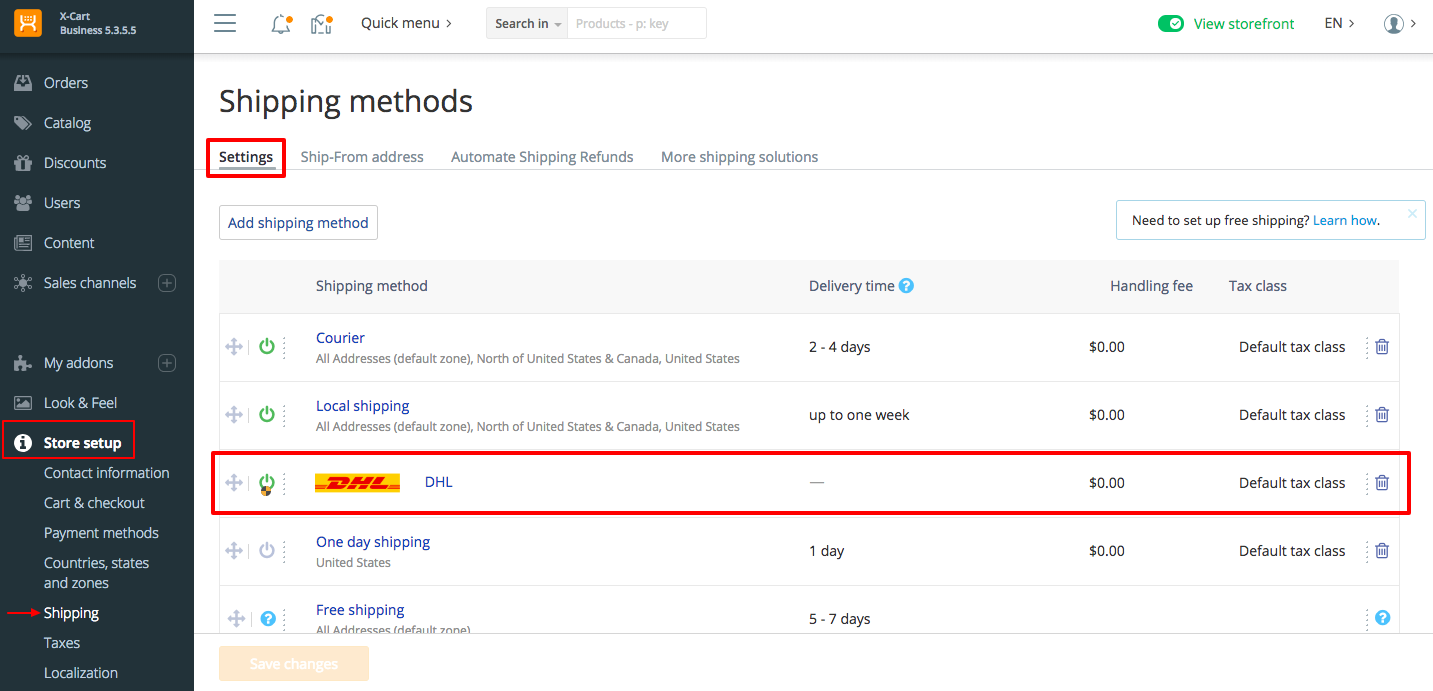 X-Cart
Business 5.3.5.5
Quick menu
Search in
Products - p: key
View storefront
EN
Orders
Catalog
Discounts
Users
Content
Sales channels
My addons
Look & Feel
Store setup
Contact information
Cart & checkout
Payment methods
Countries, states
and zones
Shipping
Taxes
Localization
Shipping methods
Settings Ship-From address Automate Shipping Refunds More shipping solutions
Add shipping method
Need to set up free shipping? Learn how.
Shipping method Delivery time ? Handling fee Tax class
Courier
All Addresses (default zone), North of United States & Canada, United States
2 - 4 days $0.00 Default tax class
Local shipping
All Addresses (default zone), North of United States & Canada, United States
up to one week $0.00 Default tax class
DHL DHL — $0.00 Default tax class
One day shipping
United States
1 day $0.00 Default tax class
? Free shipping
All Addresses (default zone)
5 - 7 days ?
Save changes